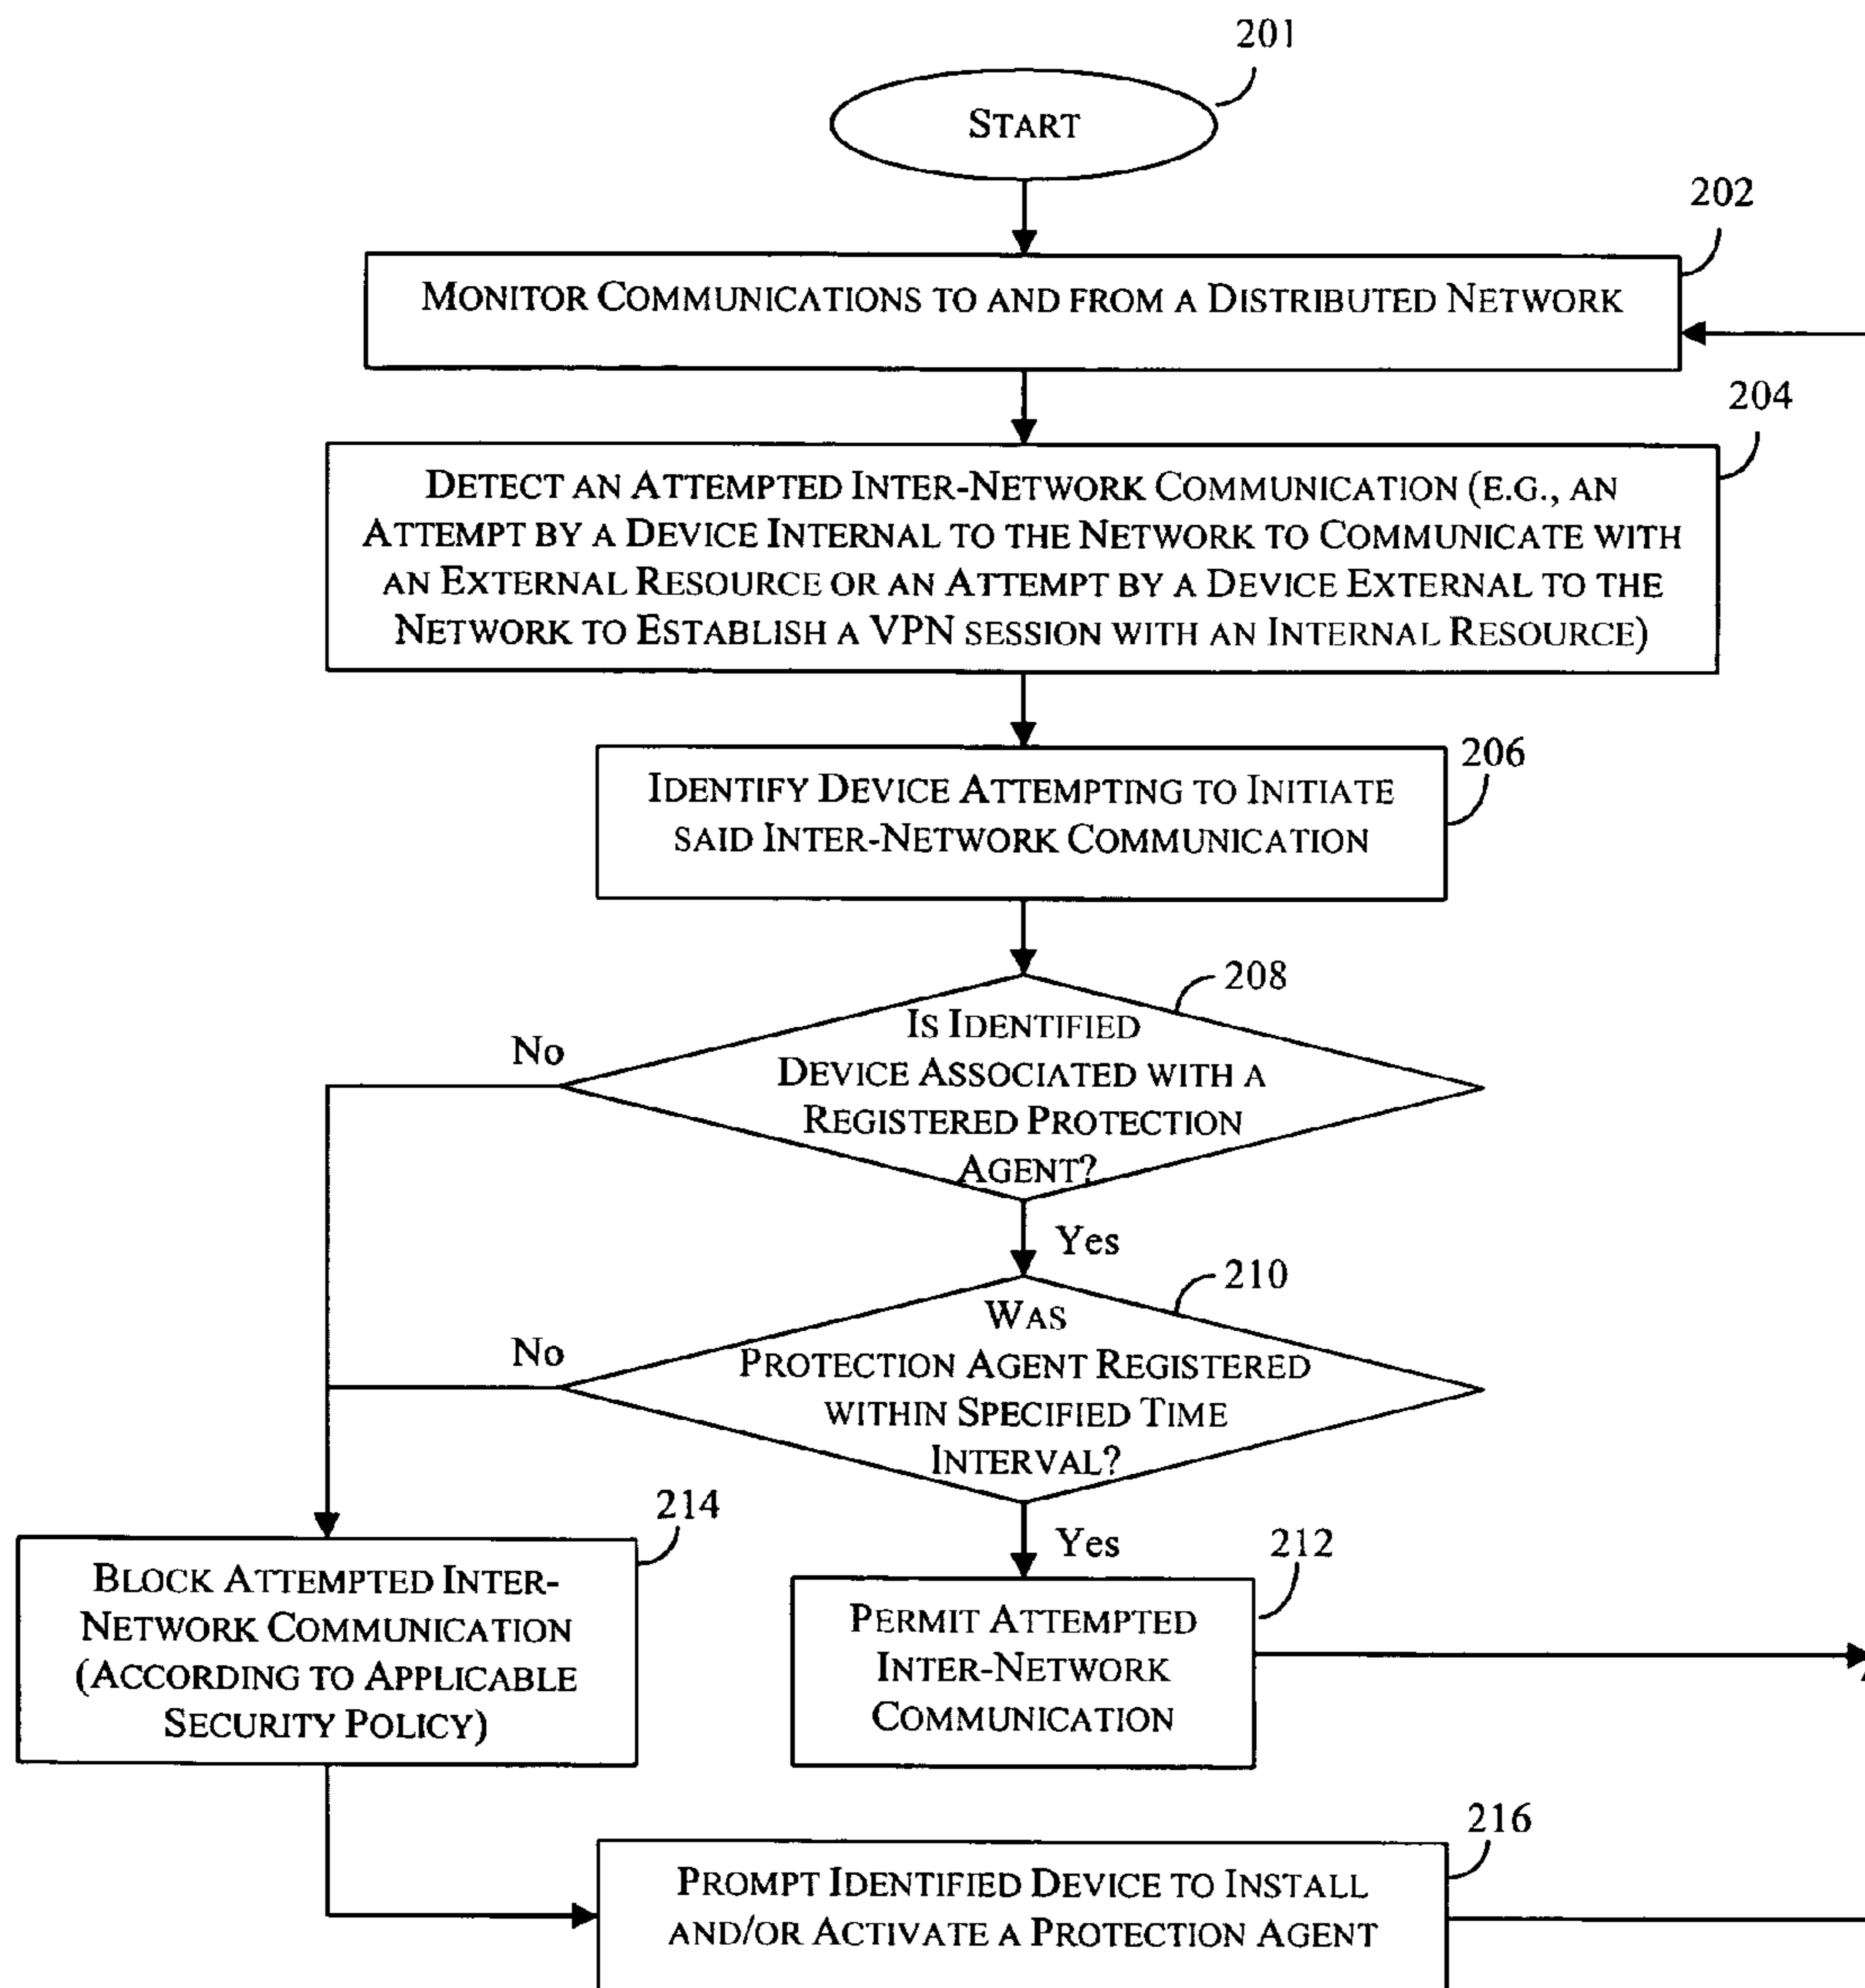 201
START
202
MONITOR COMMUNICATIONS TO AND FROM A DISTRIBUTED NETWORK
204
DETECT AN ATTEMPTED INTER-NETWORK COMMUNICATION (E.G., AN
ATTEMPT BY A DEVICE INTERNAL TO THE NETWORK TO COMMUNICATE WITH
AN EXTERNAL RESOURCE OR AN ATTEMPT BY A DEVICE EXTERNAL TO THE
NETWORK TO ESTABLISH A VPN SESSION WITH AN INTERNAL RESOURCE)
206
IDENTIFY DEVICE ATTEMPTING TO INITIATE
SAID INTER-NETWORK COMMUNICATION
208
IS IDENTIFIED
DEVICE ASSOCIATED WITH A
REGISTERED PROTECTION
AGENT?
No
Yes
210
WAS
PROTECTION AGENT REGISTERED
WITHIN SPECIFIED TIME
INTERVAL?
No
Yes
214
BLOCK ATTEMPTED INTER-
NETWORK COMMUNICATION
(ACCORDING TO APPLICABLE
SECURITY POLICY)
212
PERMIT ATTEMPTED
INTER-NETWORK
COMMUNICATION
216
PROMPT IDENTIFIED DEVICE TO INSTALL
AND/OR ACTIVATE A PROTECTION AGENT